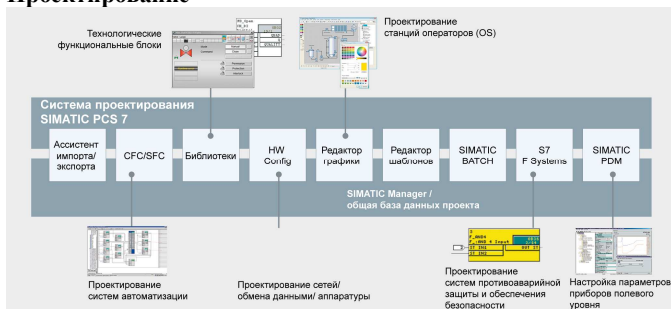 Проектирование
Технологические
функциональные блоки
Проектирование
станций операторов (OS)
Система проектирования
SIMATIC PCS 7
Ассистент
импорта/
экспорта
CFC/SFC
Библиотеки
HW
Config
Редактор
графики
Редактор
шаблонов
SIMATIC
BATCH
S7
F Systems
SIMATIC
PDM
SIMATIC Manager /
общая база данных проекта
Проектирование
систем автоматизации
Проектирование сетей/
обмена данными/ аппаратуры
Проектирование
систем противоаварийной
защиты и обеспечения
безопасности
Настройка параметров
приборов полевого
уровня